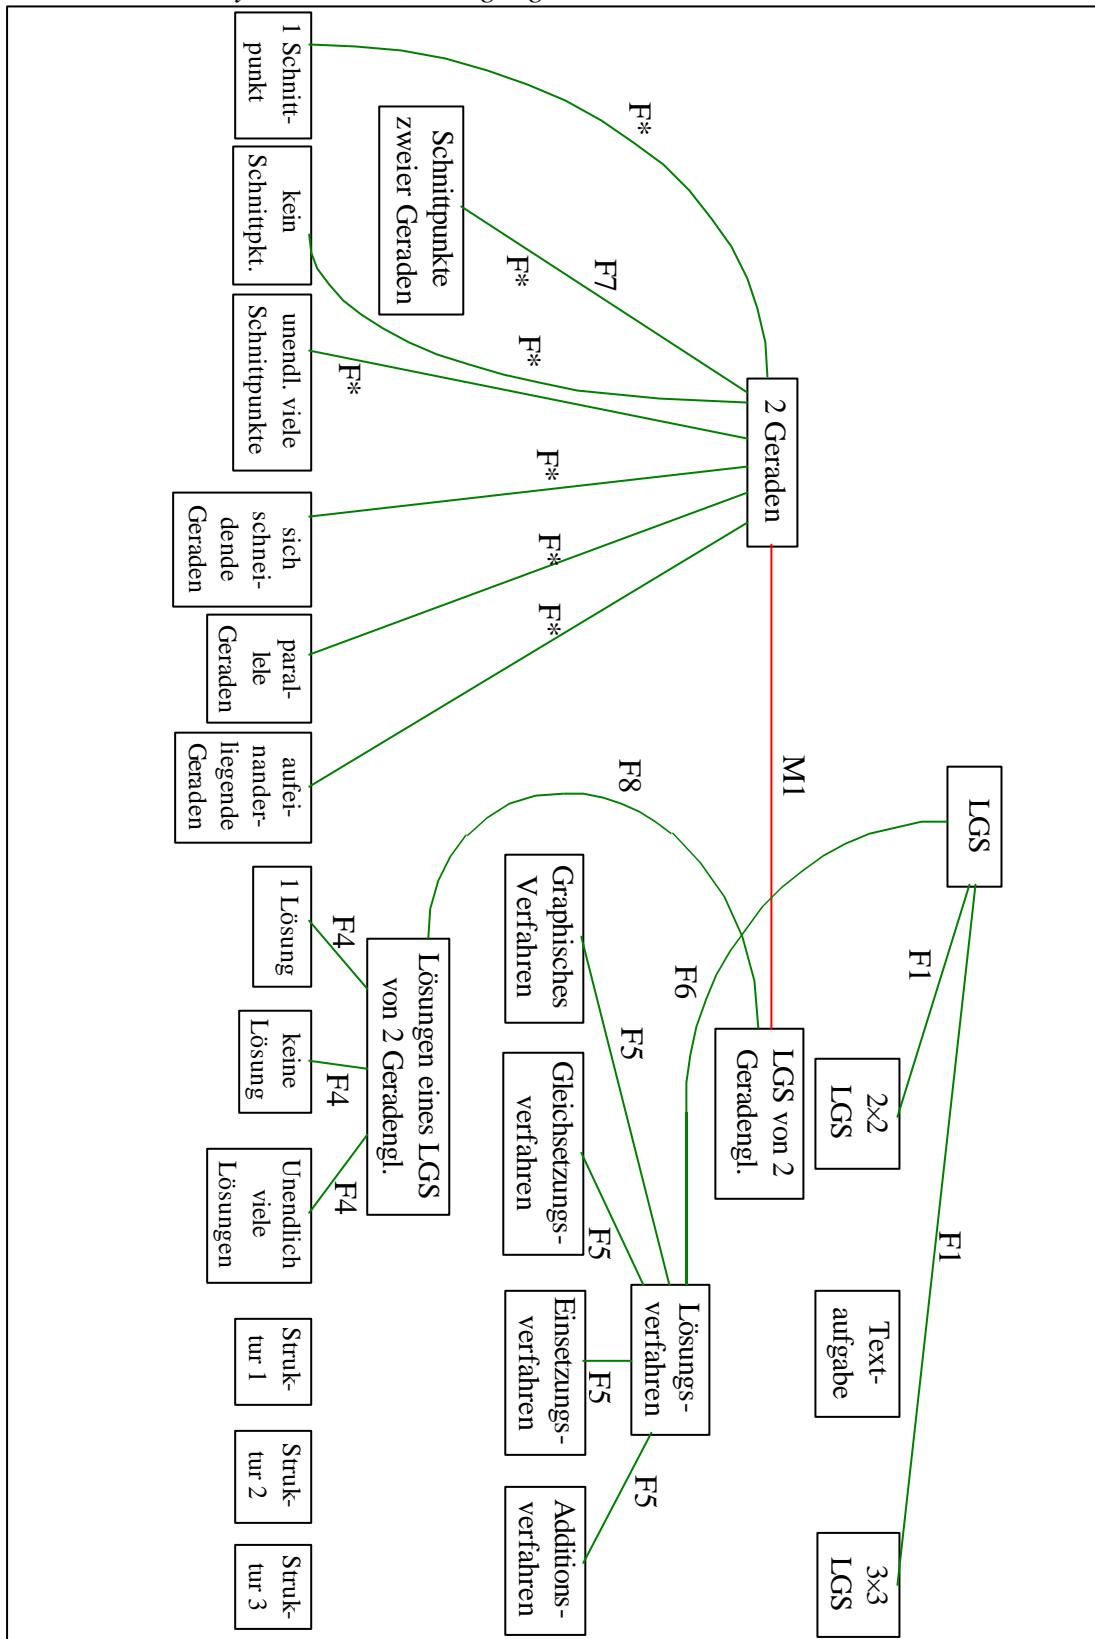 LGS
F1
F1
2×2
LGS
Text-
aufgabe
3×3
LGS
M1
2 Geraden
LGS von 2
Geradengl.
F6
Lösungs-
verfahren
F*
F8
F7
F*
F5
F5
F5
F5
Graphisches
Verfahren
Gleichsetzungs-
verfahren
Einsetzungs-
verfahren
Additions-
verfahren
F*
F*
F*
F*
F*
Schnittpunkte
zweier Geraden
Lösungen eines LGS
von 2 Geradengl.
F4
F4
F4
1 Schnitt-
punkt
kein
Schnittpkt.
unendl. viele
Schnittpunkte
sich
schnei-
dende
Geraden
paral-
lele
Geraden
aufei-
nander-
liegende
Geraden
1 Lösung
keine
Lösung
Unendlich
viele
Lösungen
Struk-
tur 1
Struk-
tur 2
Struk-
tur 3